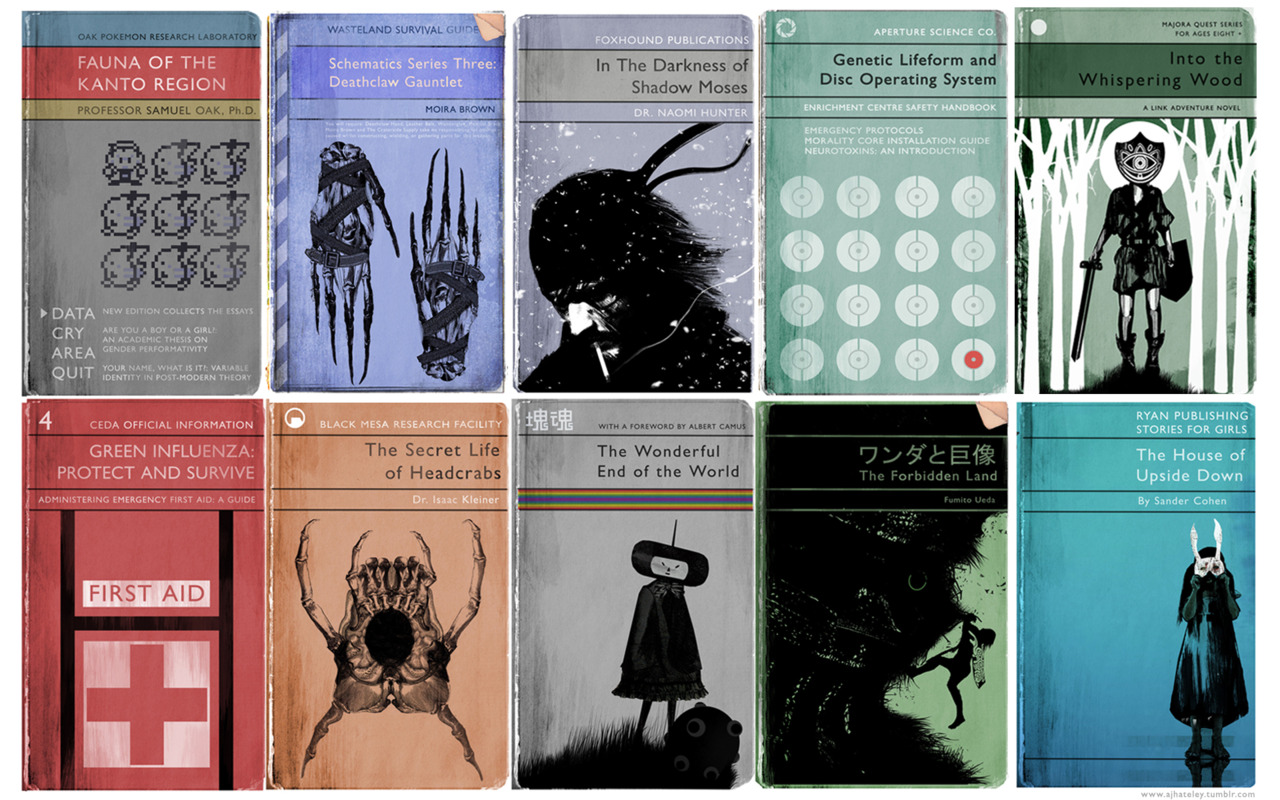 OAK POKEMON RESEARCH LABORATORY
FAUNA OF THE
KANTO REGION
PROFESSOR SAMUEL OAK, Ph.D.
DATA
CRY
AREA
QUIT
NEW EDITION COLLECTS THE ESSAYS
ARE YOU A BOY OR A GIRL?:
AN ACADEMIC THESIS ON
GENDER PERFORMATIVITY
YOUR NAME, WHAT IS IT?: VARIABLE
IDENTITY IN POST-MODERN THEORY
WASTELAND SURVIVAL GUIDE
Schematics Series Three:
Deathclaw Gauntlet
MOIRA BROWN
FOXHOUND PUBLICATIONS
In The Darkness of
Shadow Moses
DR. NAOMI HUNTER
APERTURE SCIENCE CO.
Genetic Lifeform and
Disc Operating System
ENRICHMENT CENTRE SAFETY HANDBOOK
EMERGENCY PROTOCOLS
MORALITY CORE INSTALLATION GUIDE
NEUROTOXINS: AN INTRODUCTION
MAJORA QUEST SERIES
FOR AGES EIGHT +
Into the
Whispering Wood
A LINK ADVENTURE NOVEL
4
CEDA OFFICIAL INFORMATION
GREEN INFLUENZA:
PROTECT AND SURVIVE
ADMINISTERING EMERGENCY FIRST AID: A GUIDE
FIRST AID
BLACK MESA RESEARCH FACILITY
The Secret Life
of Headcrabs
Dr. Isaac Kleiner
塊魂
WITH A FOREWORD BY ALBERT CAMUS
The Wonderful
End of the World
ワンダと巨像
The Forbidden Land
Fumito Ueda
RYAN PUBLISHING
STORIES FOR GIRLS
The House of
Upside Down
By Sander Cohen
www.ajhateley.tumblr.com